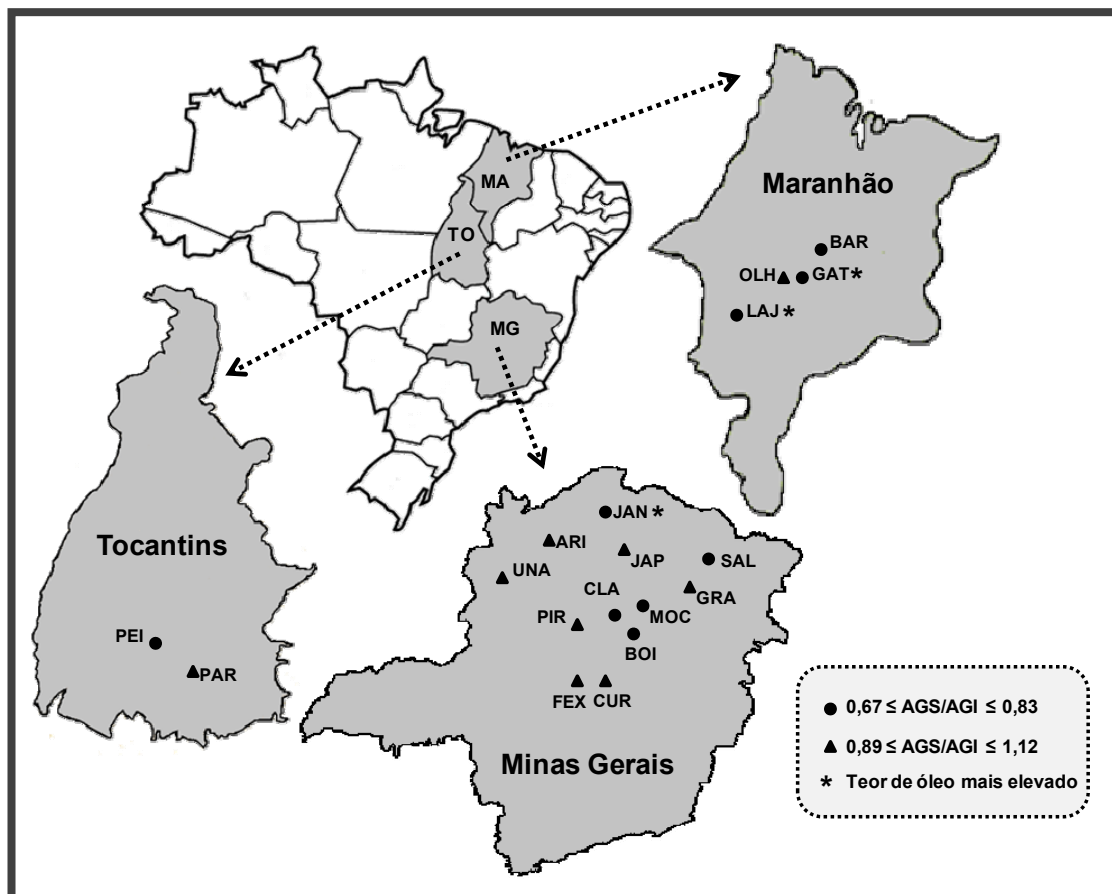 MA
TO
MG
Maranhão
BAR
OLH
GAT*
LAJ *
Tocantins
PEI
PAR
JAN *
ARI
JAP
SAL
UNA
CLA
GRA
PIR
MOC
BOI
FEX
CUR
Minas Gerais
0,67 ≤ AGS/AGI ≤ 0,83
0,89 ≤ AGS/AGI ≤ 1,12
* Teor de óleo mais elevado